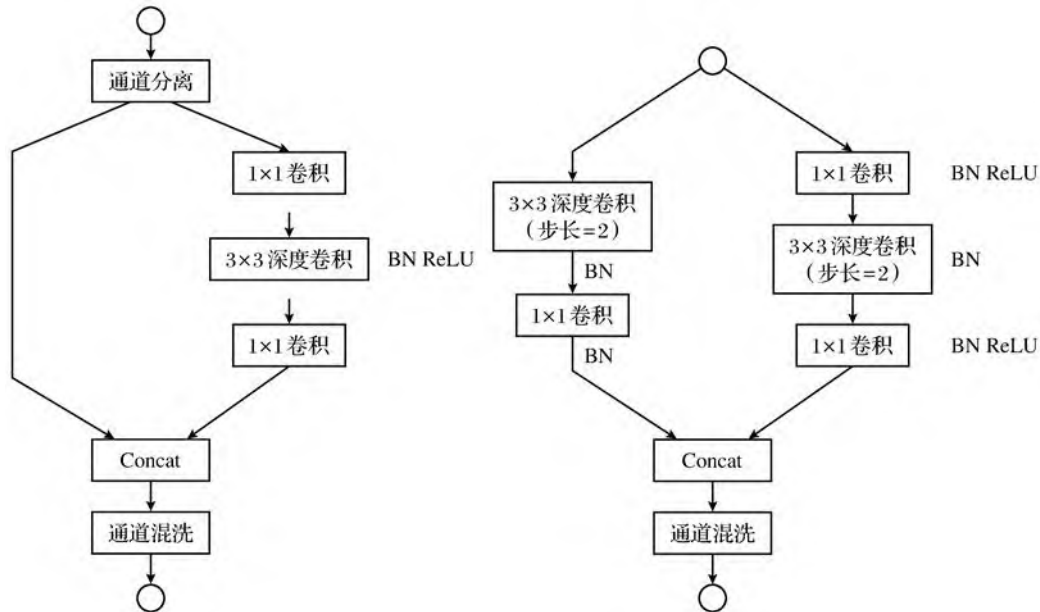 通道分离
1×1卷积
3×3深度卷积
BN ReLU
1×1卷积
Concat
通道混洗
3×3深度卷积
（步长=2）
BN
1×1卷积
BN
1×1卷积
BN ReLU
3×3深度卷积
（步长=2）
BN
1×1卷积
BN ReLU
Concat
通道混洗